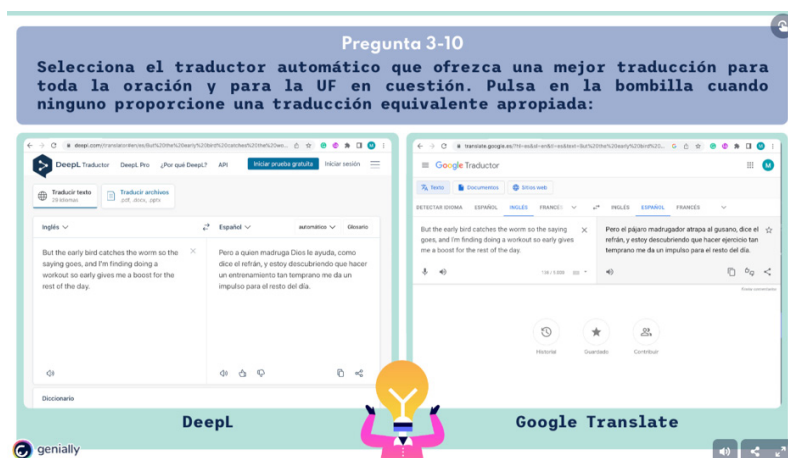 Pregunta 3-10
Selecciona el traductor automático que ofrezca una mejor traducción para
toda la oración y para la UF en cuestión. Pulsa en la bombilla cuando
ninguno proporcione una traducción equivalente apropiada:
DeepL Traductor DeepL Pro ¿Por qué DeepL? API Iniciar prueba gratuita Iniciar sesión
Traducir texto
29 idiomas
Traducir archivos
.pdf, .docx, .pptx
Inglés
Español
automático
Glosario
But the early bird catches the worm so the
saying goes, and I'm finding doing a
workout so early gives me a boost for the
rest of the day.
Pero a quien madruga Dios le ayuda, como
dice el refrán, y estoy descubriendo que hacer
un entrenamiento tan temprano me da un
impulso para el resto del día.
Diccionario
Google Traductor
Texto
Documentos
Sitios web
DETECTAR IDIOMA ESPAÑOL INGLÉS FRANCÉS
INGLÉS ESPAÑOL FRANCÉS
But the early bird catches the worm so the saying
goes, and I'm finding doing a workout so early gives
me a boost for the rest of the day.
Pero el pájaro madrugador atrapa al gusano, dice el
refrán, y estoy descubriendo que hacer ejercicio tan
temprano me da un impulso para el resto del día.
Historial
Guardado
Contribuir
DeepL
Google Translate
genially